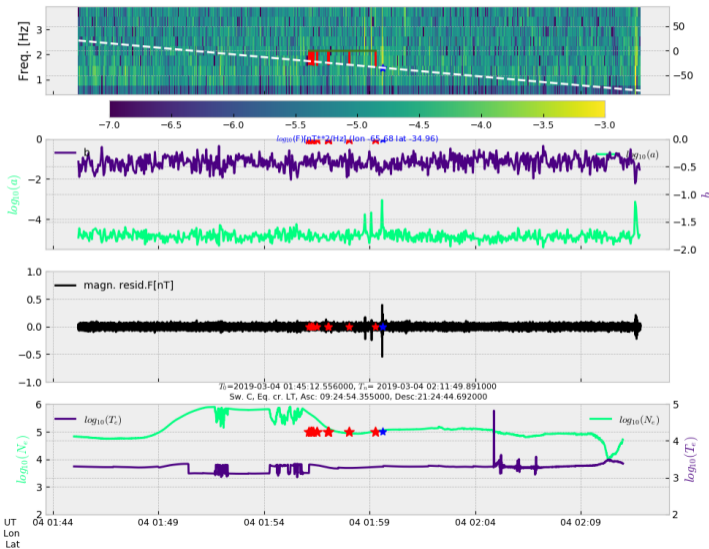 3
2
1
Freq. [Hz]
50
0
−50
−7.0 −6.5 −6.0 −5.5 −5.0 −4.5 −4.0 −3.5 −3.0
log₁₀(F)[nT**2/Hz] (lon -65.68 lat -34.96)
0
−2
−4
log₁₀(a)
b
log₁₀(a)
0.0
−0.5
−1.0
−1.5
−2.0
b
1.0
0.5
0.0
−0.5
−1.0
magn. resid.F[nT]
=2019-03-04 01:45:12.556000, = 2019-03-04 02:11:49.891000
Sw. C, Eq. cr. LT, Asc: 09:24:54.355000, Desc:21:24:44.692000
6
5
4
3
2
log₁₀(Nₑ)
log₁₀(Tₑ)
log₁₀(Nₑ)
5
4
3
2
log₁₀(Tₑ)
04 01:44 04 01:49 04 01:54 04 01:59 04 02:04 04 02:09
UT
Lon
Lat